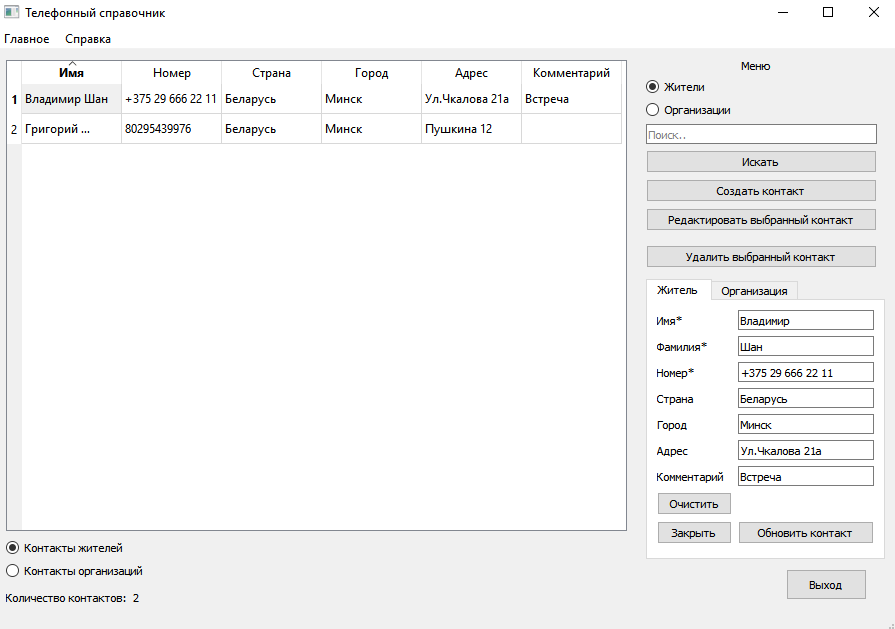 Телефонный справочник
Главное Справка
Имя Номер Страна Город Адрес Комментарий
1 Владимир Шан +375 29 666 22 11 Беларусь Минск Ул.Чкалова 21а Встреча
2 Григорий ... 80295439976 Беларусь Минск Пушкина 12
Контакты жителей
Контакты организаций
Количество контактов: 2
Меню
Жители
Организации
Поиск..
Искать
Создать контакт
Редактировать выбранный контакт
Удалить выбранный контакт
Житель Организация
Имя* Владимир
Фамилия* Шан
Номер* +375 29 666 22 11
Страна Беларусь
Город Минск
Адрес Ул.Чкалова 21а
Комментарий Встреча
Очистить
Закрыть Обновить контакт
Выход